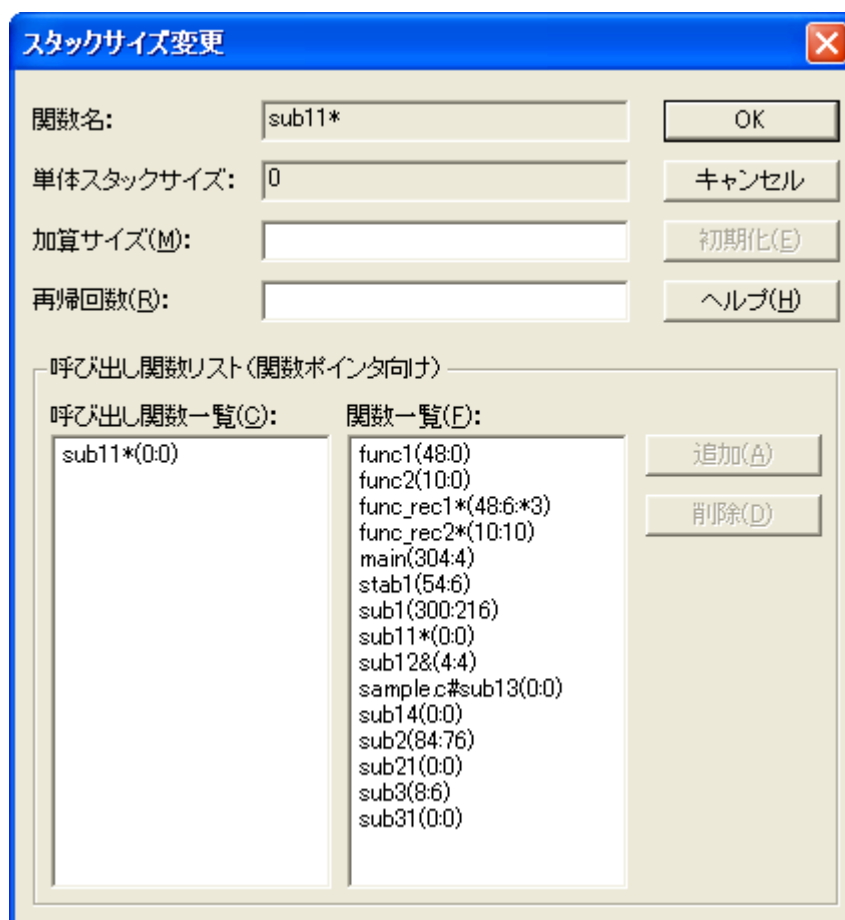 スタックサイズ変更
関数名: sub11* OK
単体スタックサイズ: 0 キャンセル
加算サイズ(M): 初期化(E)
再帰回数(R): ヘルプ(H)
呼び出し関数リスト(関数ポインタ向け)
呼び出し関数一覧(C): 関数一覧(F):
sub11*(0:0)
func1(48:0)
func2(10:0)
func_rec1*(48:6:*3)
func_rec2*(10:10)
main(304:4)
stab1(54:6)
sub1(300:216)
sub11*(0:0)
sub12&(4:4)
sample.c#sub13(0:0)
sub14(0:0)
sub2(84:76)
sub21(0:0)
sub3(8:6)
sub31(0:0)
追加(A)
削除(D)